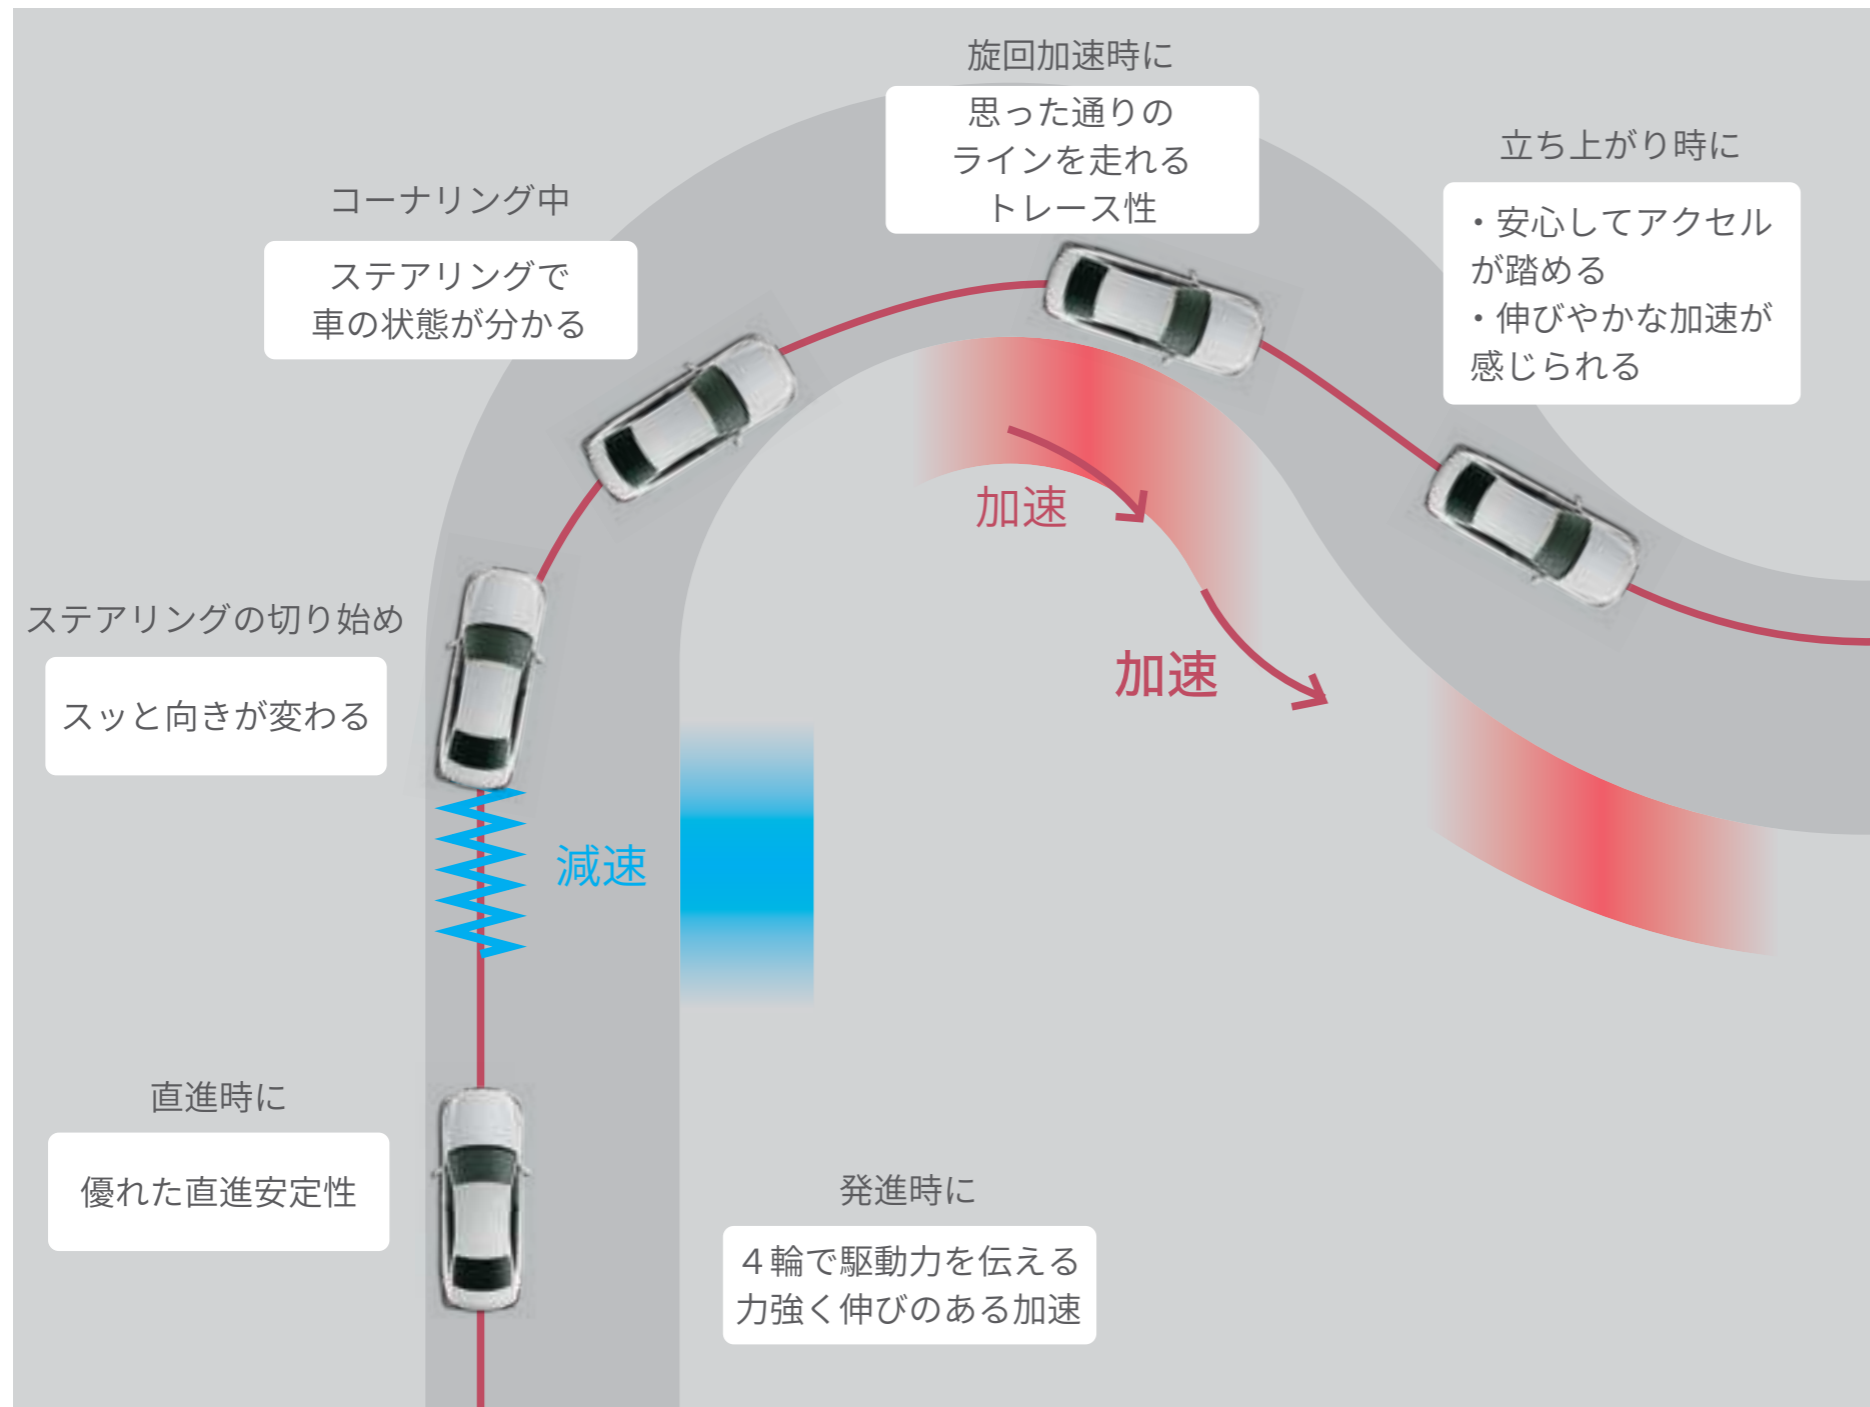 旋回加速時に
思った通りの
ラインを走れる
トレース性
立ち上がり時に
・安心してアクセル
が踏める
・伸びやかな加速が
感じられる
コーナリング中
ステアリングで
車の状態が分かる
加速
加速
ステアリングの切り始め
スッと向きが変わる
減速
直進時に
優れた直進安定性
発進時に
４輪で駆動力を伝える
力強く伸びのある加速